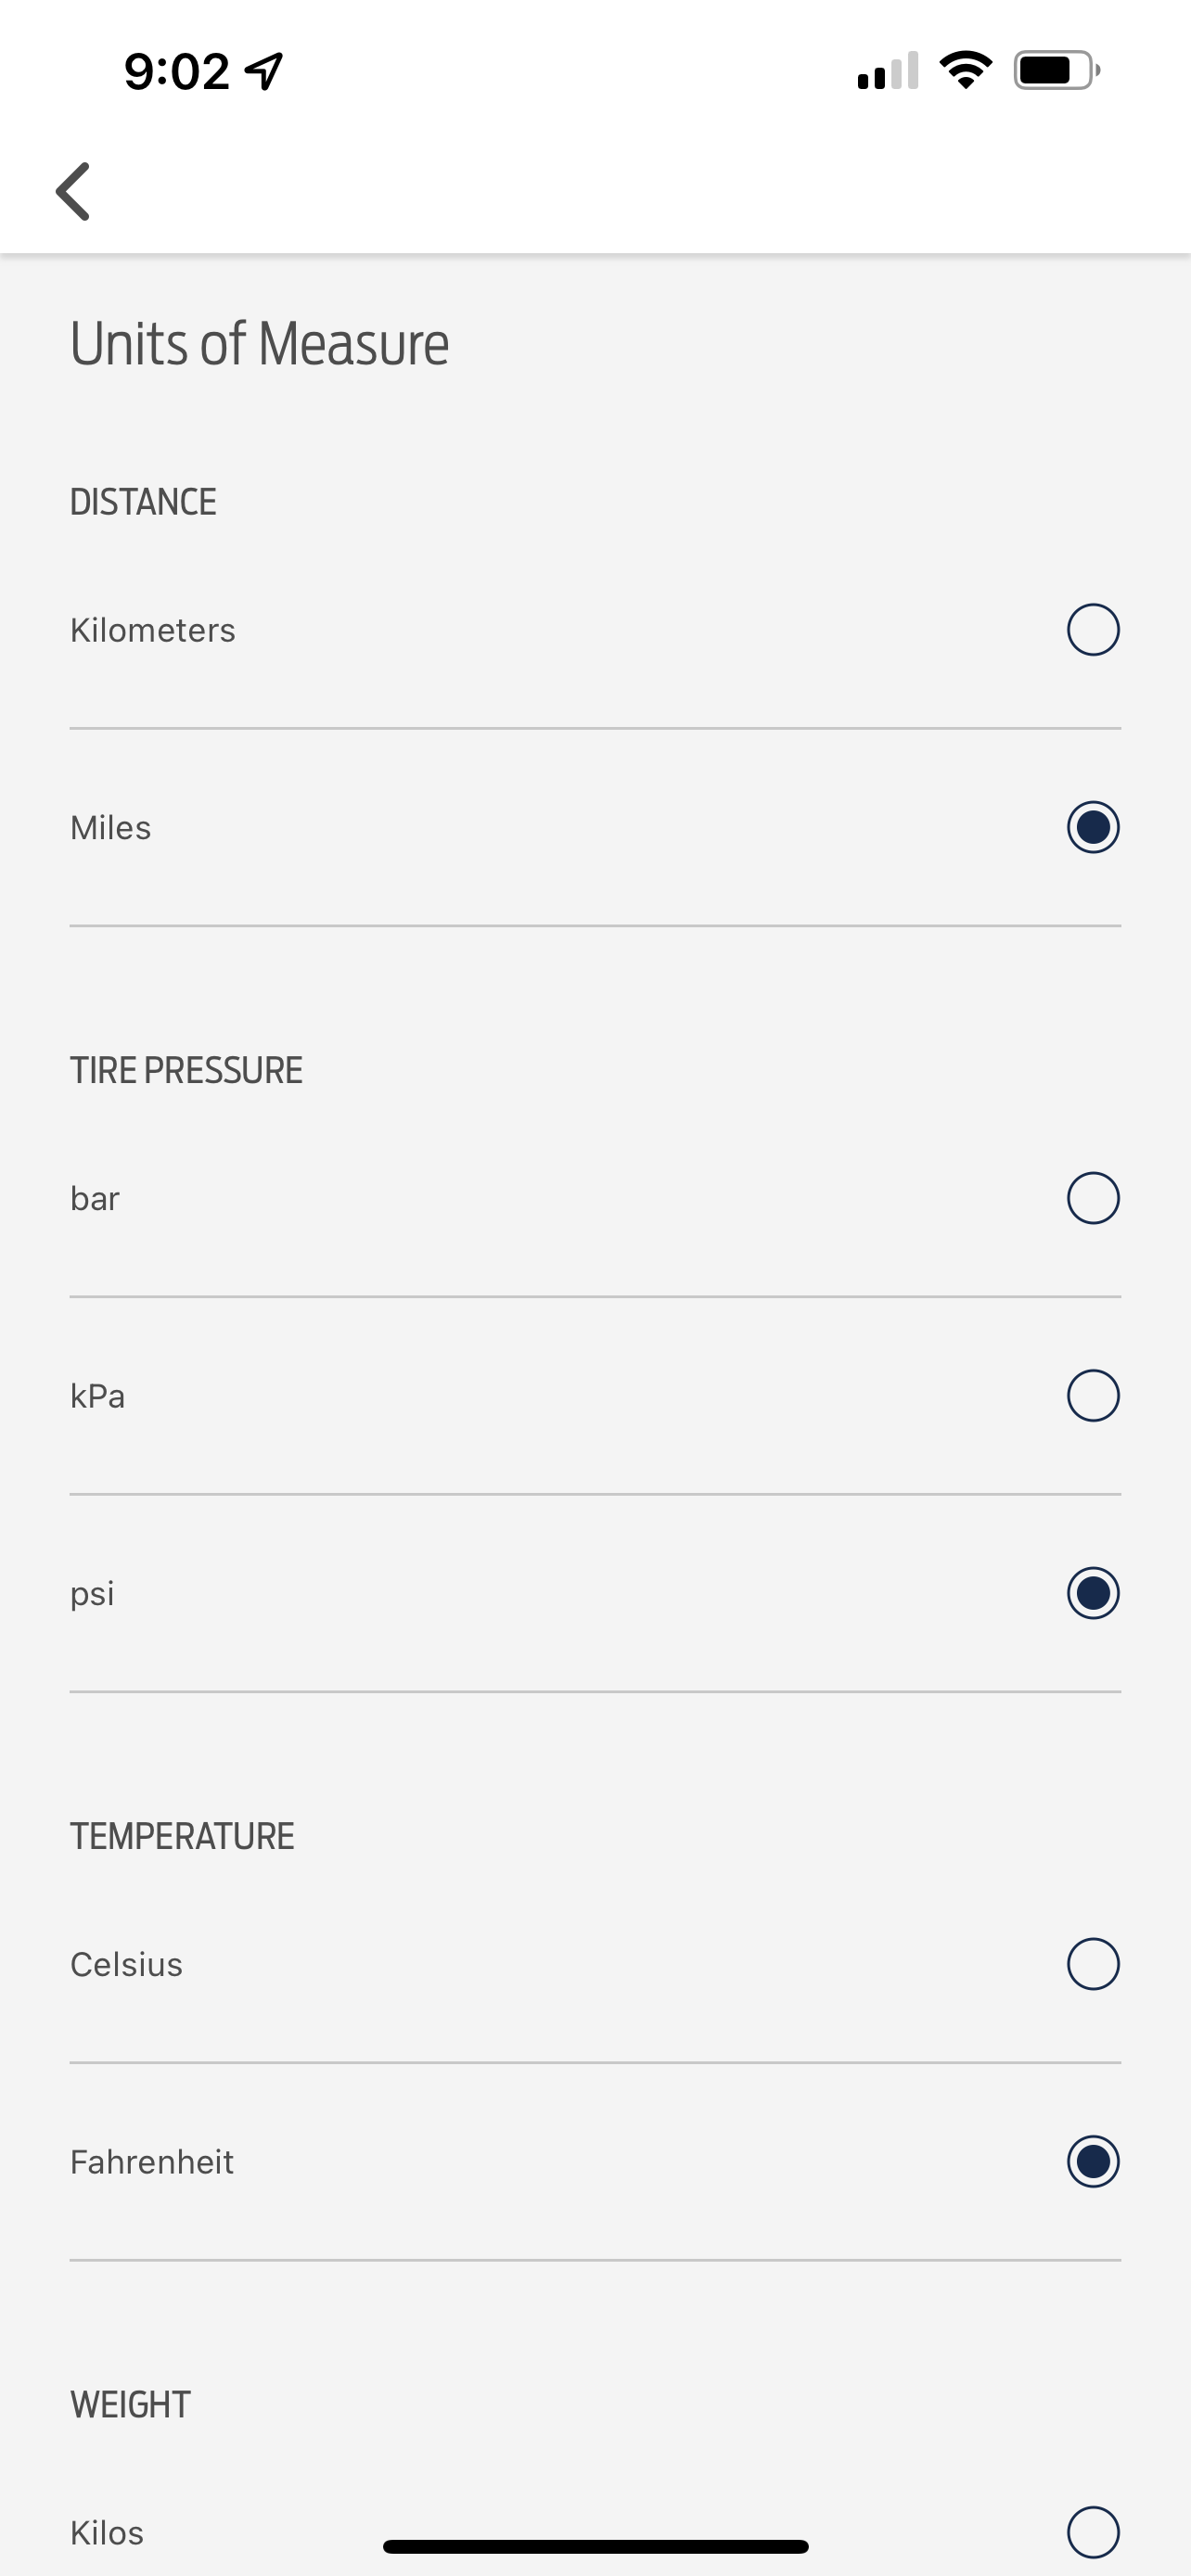 9:02
Units of Measure
DISTANCE
Kilometers
Miles
TIRE PRESSURE
bar
kPa
psi
TEMPERATURE
Celsius
Fahrenheit
WEIGHT
Kilos